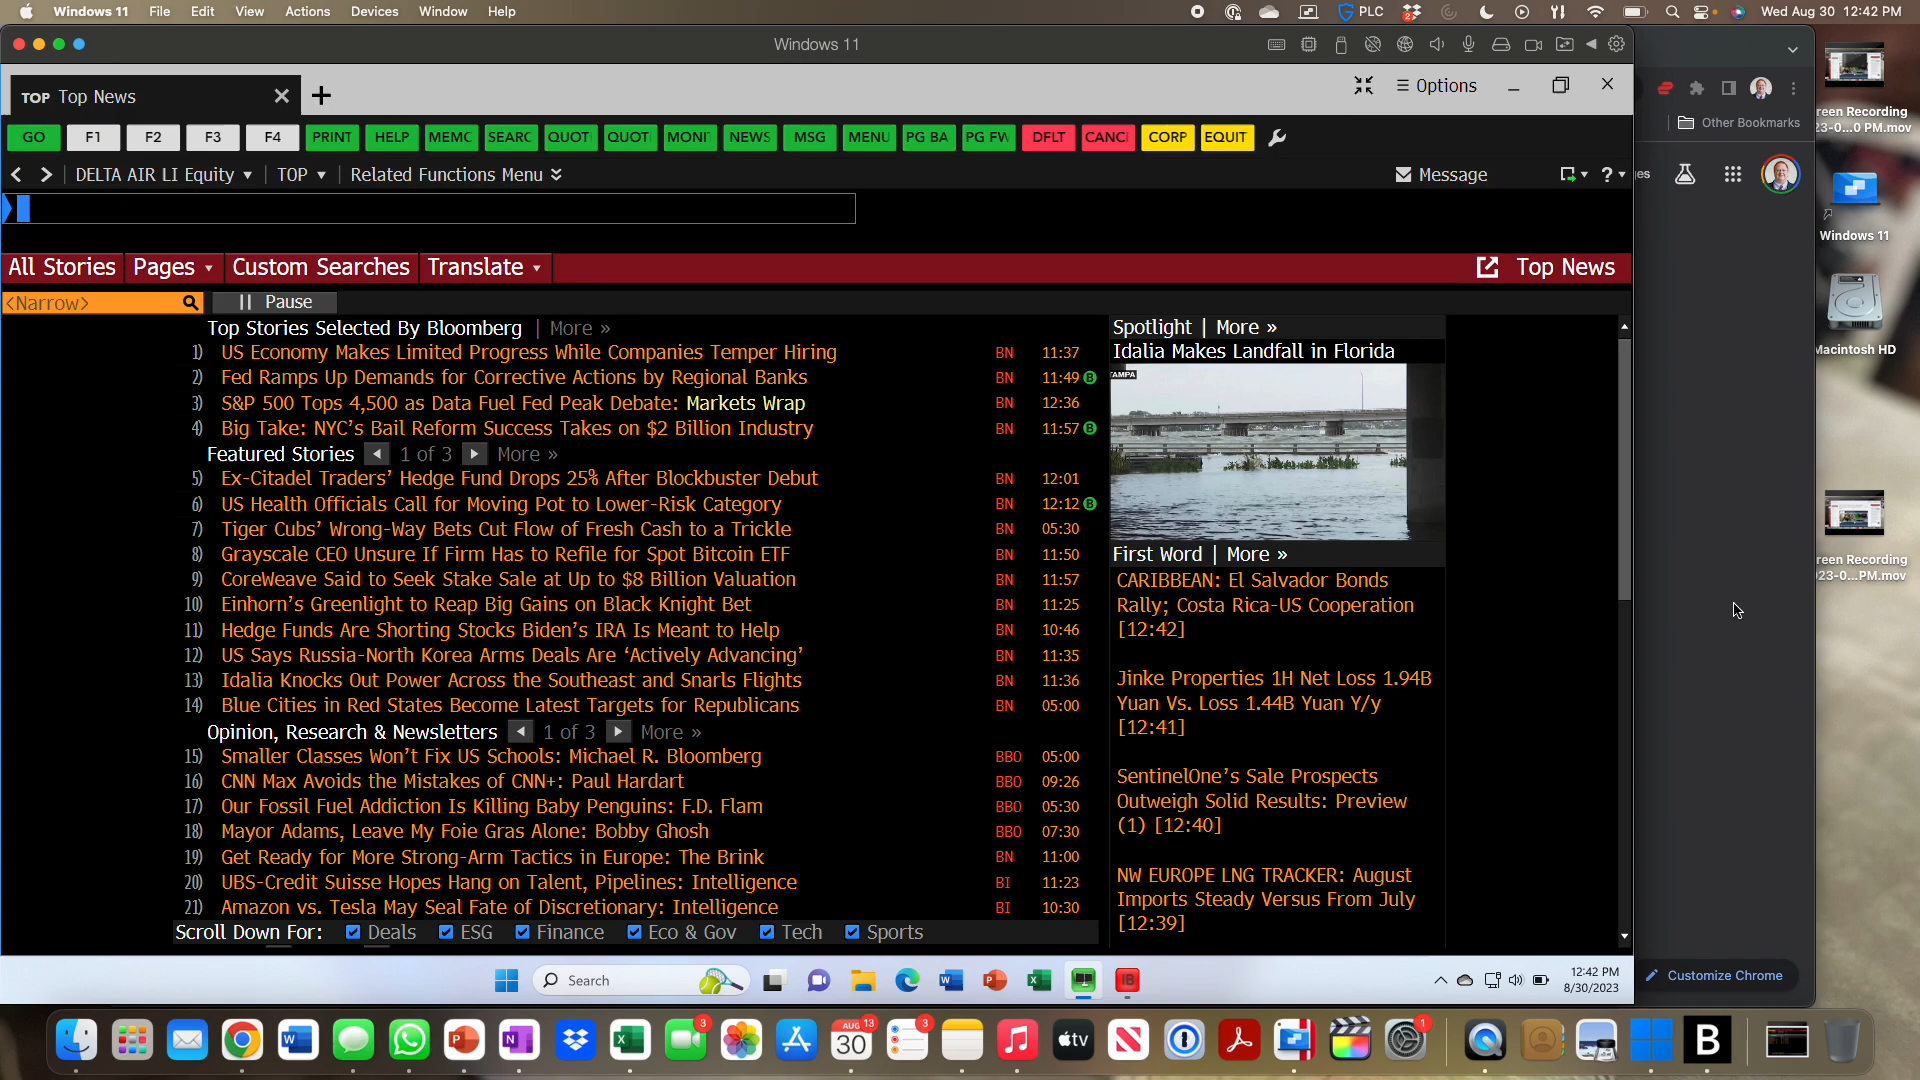 Windows 11 File Edit View Actions Devices Window Help
PLC
2
Wed Aug 30 12:42 PM
Windows 11
TOP Top News
Options
GO F1 F2 F3 F4 PRINT HELP MEMC SEARC QUOT QUOT MONI NEWS MSG MENU PG BA PG FW DFLT CANC CORP EQUIT
DELTA AIR LI Equity TOP Related Functions Menu
Message
?
All Stories Pages Custom Searches Translate
Top News
<Narrow>
Pause
Top Stories Selected By Bloomberg | More »
1) US Economy Makes Limited Progress While Companies Temper Hiring BN 11:37
2) Fed Ramps Up Demands for Corrective Actions by Regional Banks BN 11:49 B
3) S&P 500 Tops 4,500 as Data Fuel Fed Peak Debate: Markets Wrap BN 12:36
4) Big Take: NYC's Bail Reform Success Takes on $2 Billion Industry BN 11:57 B
Featured Stories 1 of 3 More »
5) Ex-Citadel Traders' Hedge Fund Drops 25% After Blockbuster Debut BN 12:01
6) US Health Officials Call for Moving Pot to Lower-Risk Category BN 12:12 B
7) Tiger Cubs' Wrong-Way Bets Cut Flow of Fresh Cash to a Trickle BN 05:30
8) Grayscale CEO Unsure If Firm Has to Refile for Spot Bitcoin ETF BN 11:50
9) CoreWeave Said to Seek Stake Sale at Up to $8 Billion Valuation BN 11:57
10) Einhorn's Greenlight to Reap Big Gains on Black Knight Bet BN 11:25
11) Hedge Funds Are Shorting Stocks Biden's IRA Is Meant to Help BN 10:46
12) US Says Russia-North Korea Arms Deals Are 'Actively Advancing' BN 11:35
13) Idalia Knocks Out Power Across the Southeast and Snarls Flights BN 11:36
14) Blue Cities in Red States Become Latest Targets for Republicans BN 05:00
Opinion, Research & Newsletters 1 of 3 More »
15) Smaller Classes Won't Fix US Schools: Michael R. Bloomberg BBO 05:00
16) CNN Max Avoids the Mistakes of CNN+: Paul Hardart BBO 09:26
17) Our Fossil Fuel Addiction Is Killing Baby Penguins: F.D. Flam BBO 05:30
18) Mayor Adams, Leave My Foie Gras Alone: Bobby Ghosh BBO 07:30
19) Get Ready for More Strong-Arm Tactics in Europe: The Brink BN 11:00
20) UBS-Credit Suisse Hopes Hang on Talent, Pipelines: Intelligence BI 11:23
21) Amazon vs. Tesla May Seal Fate of Discretionary: Intelligence BI 10:30
Scroll Down For: Deals ESG Finance Eco & Gov Tech Sports
Spotlight | More »
Idalia Makes Landfall in Florida
TAMPA
First Word | More »
CARIBBEAN: El Salvador Bonds
Rally; Costa Rica-US Cooperation
[12:42]
Jinke Properties 1H Net Loss 1.94B
Yuan Vs. Loss 1.44B Yuan Y/y
[12:41]
SentinelOne's Sale Prospects
Outweigh Solid Results: Preview
(1) [12:40]
NW EUROPE LNG TRACKER: August
Imports Steady Versus From July
[12:39]
Search
IB
12:42 PM
8/30/2023
Other Bookmarks
es
Customize Chrome
reen Recording
23-0...0 PM.mov
Windows 11
Macintosh HD
reen Recording
23-0...PM.mov
3
AUG 13
30
3
tv
1
B